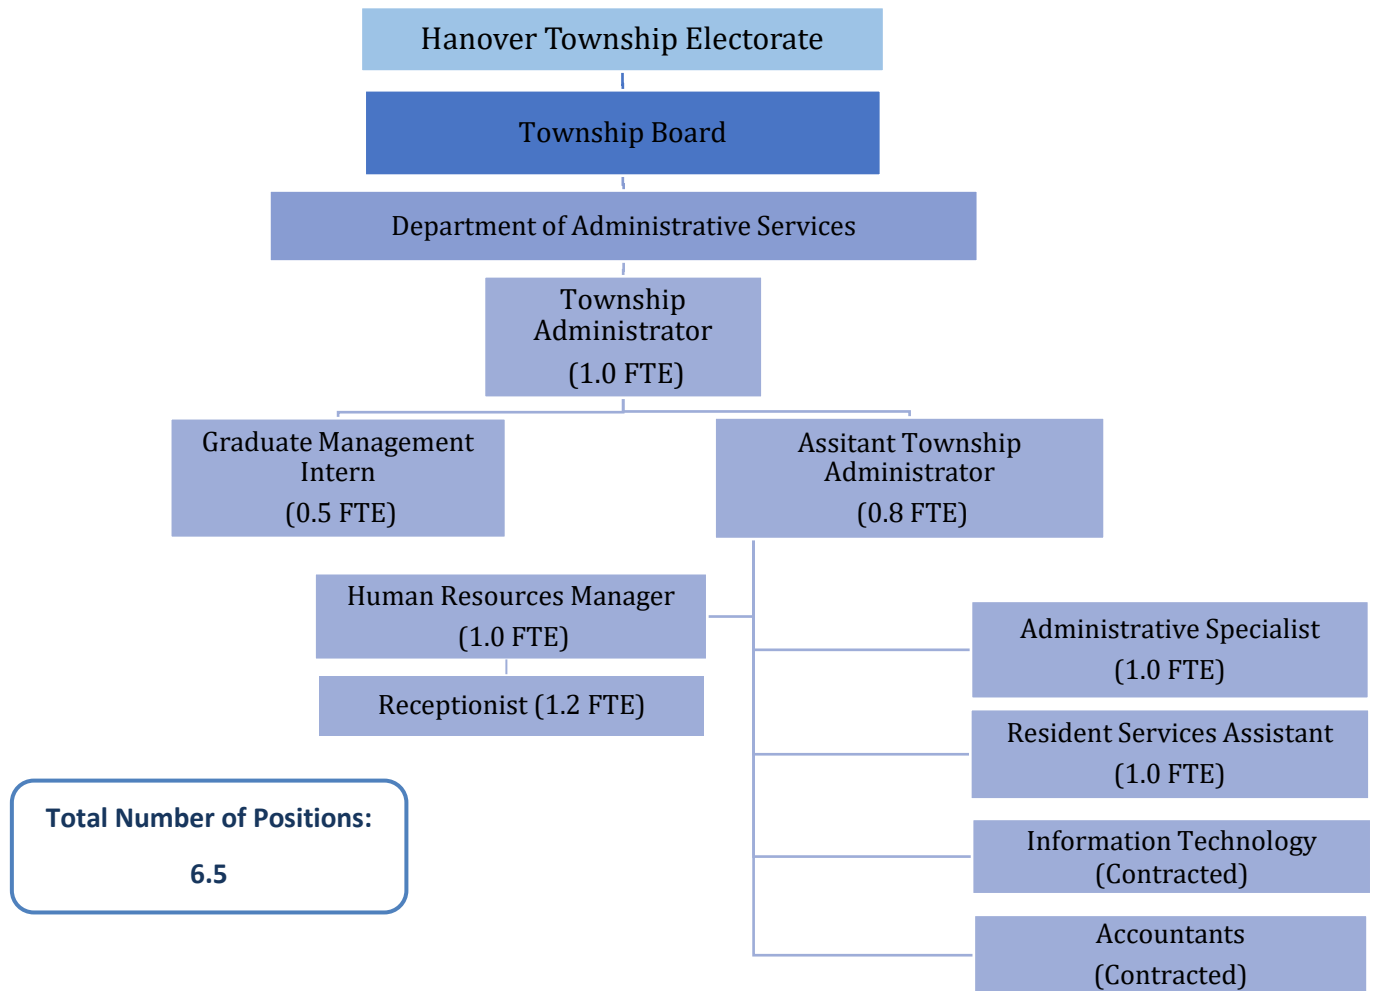 Hanover Township Electorate
Township Board
Department of Administrative Services
Township
Administrator
(1.0 FTE)
Graduate Management
Intern
(0.5 FTE)
Assitant Township
Administrator
(0.8 FTE)
Human Resources Manager
(1.0 FTE)
Receptionist (1.2 FTE)
Administrative Specialist
(1.0 FTE)
Resident Services Assistant
(1.0 FTE)
Information Technology
(Contracted)
Accountants
(Contracted)
Total Number of Positions:
6.5